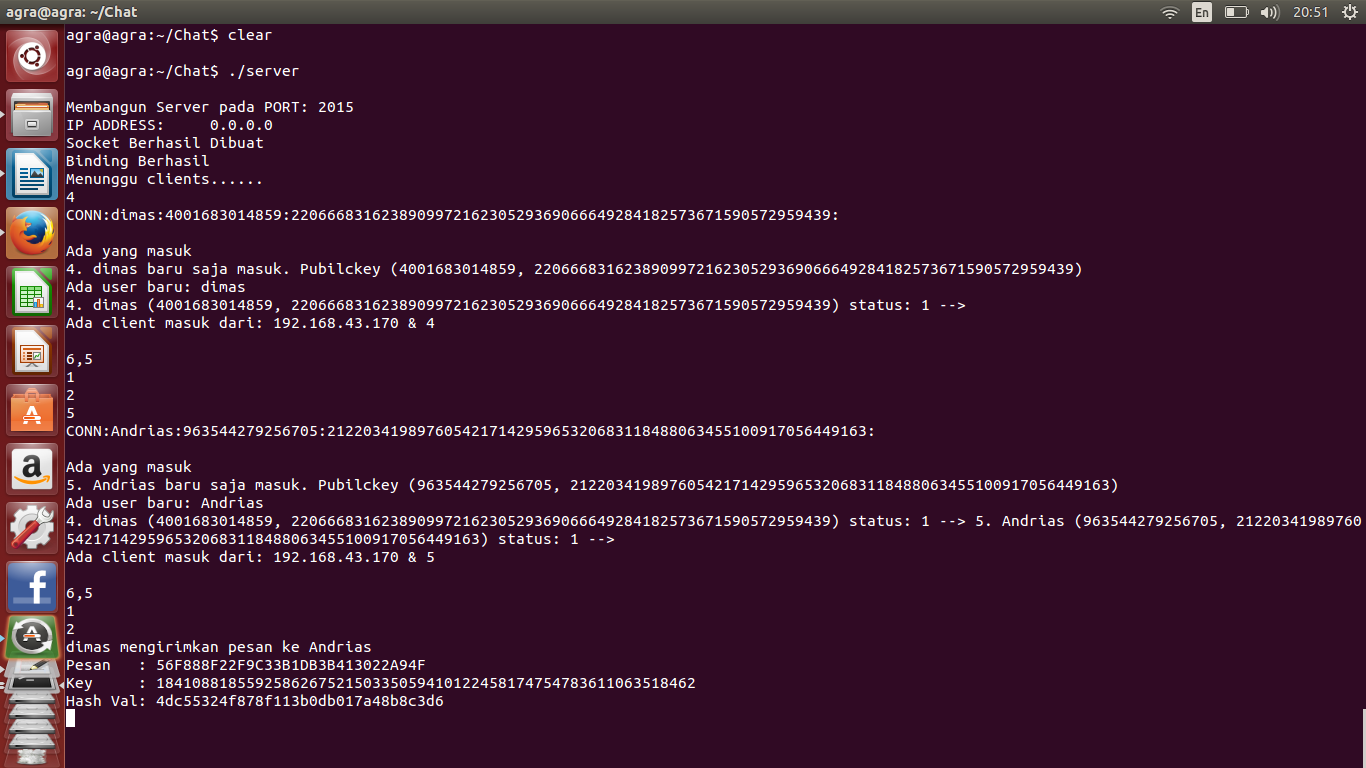 agra@agra: ~/Chat
En
20:51
agra@agra:~/Chat$ clear
agra@agra:~/Chat$ ./server
Membangun Server pada PORT: 2015
IP ADDRESS:     0.0.0.0
Socket Berhasil Dibuat
Binding Berhasil
Menunggu clients......
4
CONN:dimas:4001683014859:220666831623890997216230529369066649284182573671590572959439:
Ada yang masuk
4. dimas baru saja masuk. Pubilckey (4001683014859, 220666831623890997216230529369066649284182573671590572959439)
Ada user baru: dimas
4. dimas (4001683014859, 220666831623890997216230529369066649284182573671590572959439) status: 1 -->
Ada client masuk dari: 192.168.43.170 & 4
6,5
1
2
5
CONN:Andrias:963544279256705:212203419897605421714295965320683118488063455100917056449163:
Ada yang masuk
5. Andrias baru saja masuk. Pubilckey (963544279256705, 212203419897605421714295965320683118488063455100917056449163)
Ada user baru: Andrias
4. dimas (4001683014859, 220666831623890997216230529369066649284182573671590572959439) status: 1 --> 5. Andrias (963544279256705, 21220341989760
5421714295965320683118488063455100917056449163) status: 1 -->
Ada client masuk dari: 192.168.43.170 & 5
6,5
1
2
dimas mengirimkan pesan ke Andrias
Pesan   : 56F888F22F9C33B1DB3B413022A94F
Key     : 184108818559258626752150335059410122458174754783611063518462
Hash Val: 4dc55324f878f113b0db017a48b8c3d6